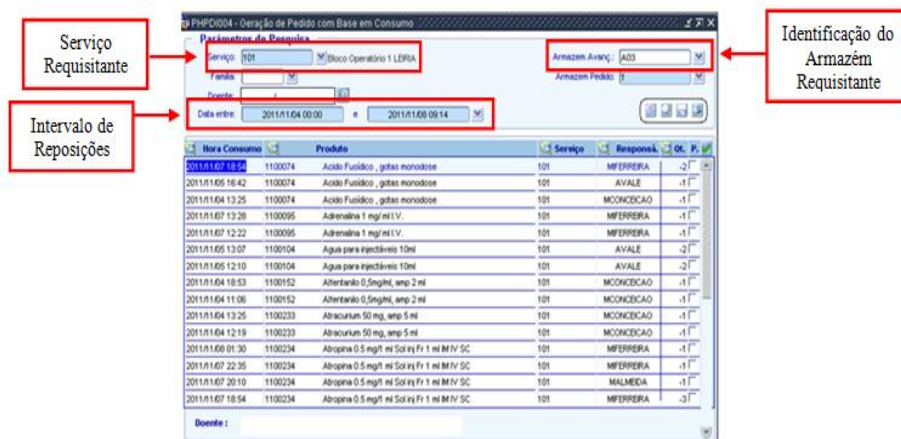 PHPDI004 - Geração de Pedido com Base em Consumo
Parâmetros de Pesquisa
Serviço
Requisitante
Serviço: 101 Bloco Operatório 1 LEIRIA
Armazem Avanç.: A03
Identificação do
Armazém
Requisitante
Familia:
Armazem Pedido: 1
Doente: /
Intervalo de
Reposições
Data entre: 2011/11/04 00:00 e 2011/11/08 09:14
Hora Consumo Produto Serviço Responsá. Qt. P.
2011/11/07 18:54 1100074 Acido Fusídico , gotas monodose 101 MIFERREIRA -2
2011/11/05 16:42 1100074 Acido Fusídico , gotas monodose 101 AVALE -1
2011/11/04 13:25 1100074 Acido Fusídico , gotas monodose 101 MCONCEICAO -1
2011/11/07 13:28 1100095 Adrenalina 1 mg/ ml I.V. 101 MIFERREIRA -1
2011/11/07 12:22 1100095 Adrenalina 1 mg/ ml I.V. 101 MIFERREIRA -1
2011/11/05 13:07 1100104 Agua para injectáveis 10ml 101 AVALE -2
2011/11/05 12:10 1100104 Agua para injectáveis 10ml 101 AVALE -2
2011/11/04 18:53 1100152 Alfentanilo 0,5mg/ml, amp 2 ml 101 MCONCEICAO -1
2011/11/04 11:06 1100152 Alfentanilo 0,5mg/ml, amp 2 ml 101 MCONCEICAO -1
2011/11/04 13:25 1100233 Atracurium 50 mg, amp 5 ml 101 MCONCEICAO -1
2011/11/04 12:19 1100233 Atracurium 50 mg, amp 5 ml 101 MCONCEICAO -1
2011/11/08 01:30 1100234 Atropina 0.5 mg/1 ml Sol inj Fr 1 ml IM IV SC 101 MIFERREIRA -1
2011/11/07 22:35 1100234 Atropina 0.5 mg/1 ml Sol inj Fr 1 ml IM IV SC 101 MIFERREIRA -1
2011/11/07 20:10 1100234 Atropina 0.5 mg/1 ml Sol inj Fr 1 ml IM IV SC 101 MALMEIDA -1
2011/11/07 18:54 1100234 Atropina 0.5 mg/1 ml Sol inj Fr 1 ml IM IV SC 101 MIFERREIRA -3
Doente :